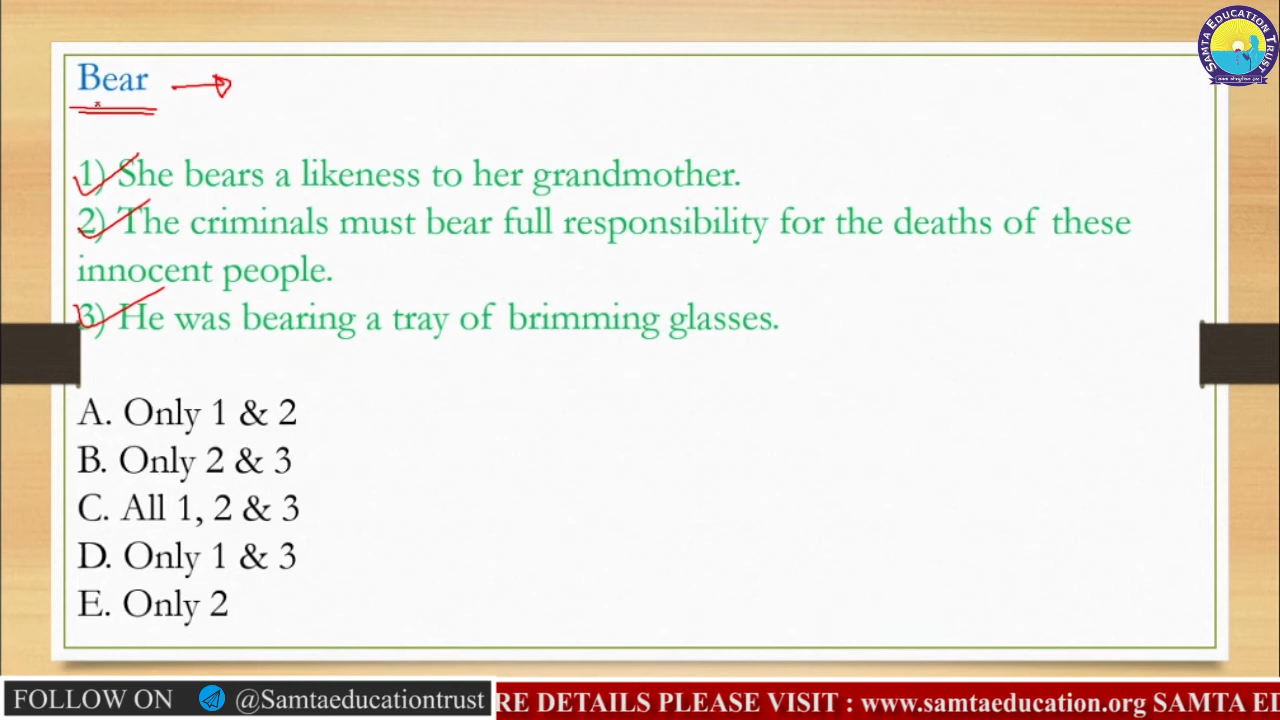 SAMTA EDUCATION TRUST
Bear
1) She bears a likeness to her grandmother.
2) The criminals must bear full responsibility for the deaths of these
innocent people.
3) He was bearing a tray of brimming glasses.
A. Only 1 & 2
B. Only 2 & 3
C. All 1, 2 & 3
D. Only 1 & 3
E. Only 2
FOLLOW ON @Samtaeducationtrust
RE DETAILS PLEASE VISIT : www.samtaeducation.org SAMTA ED